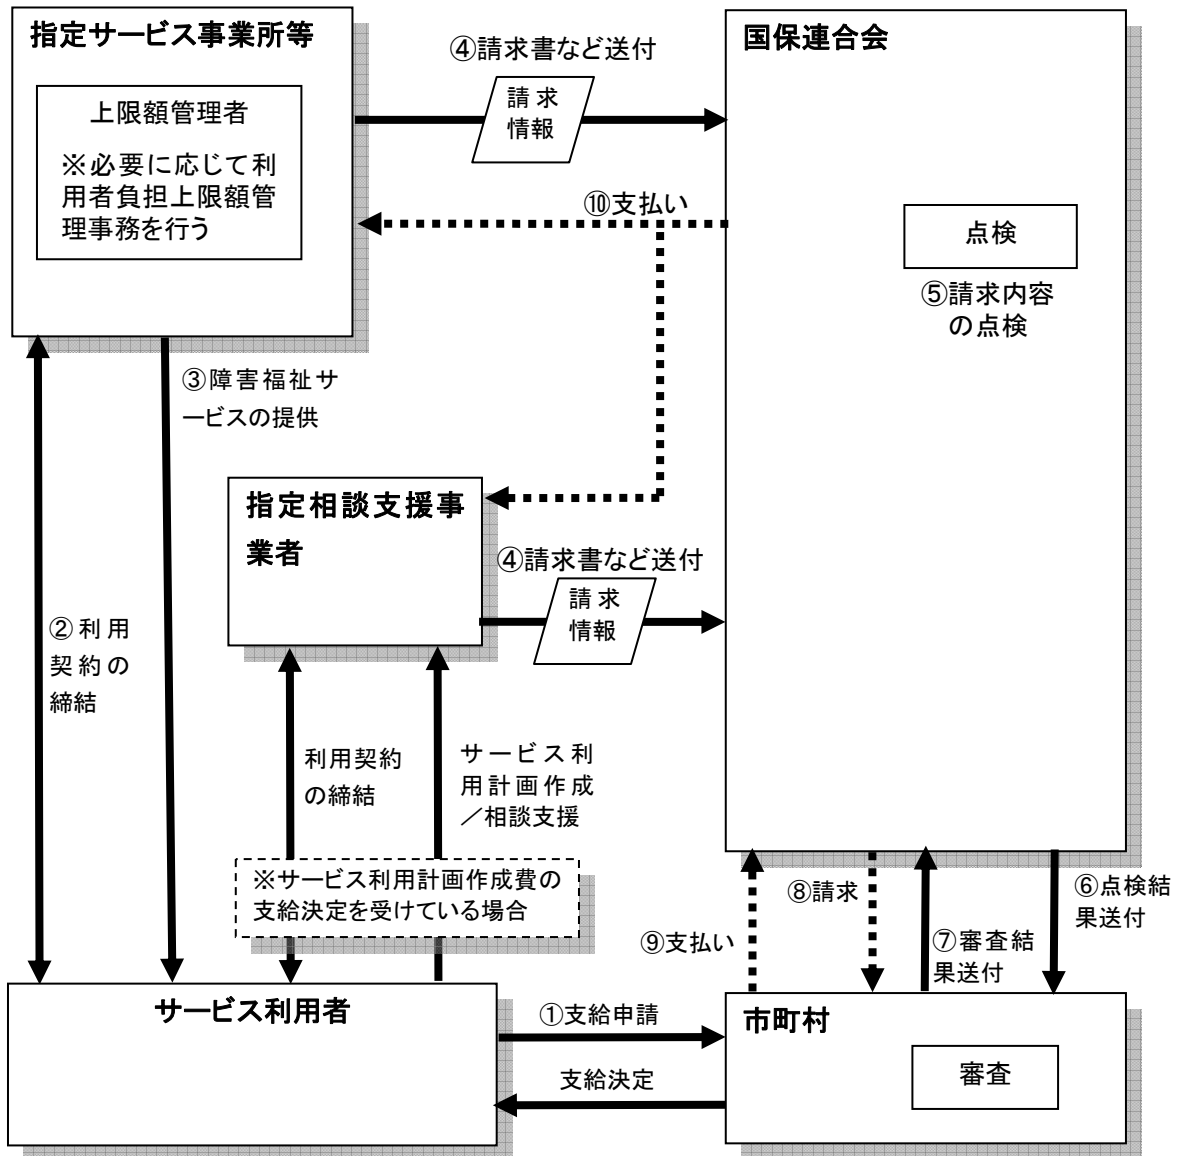 指定サービス事業所等
上限額管理者
※必要に応じて利
用者負担上限額管
理事務を行う
④請求書など送付
請求
情報
国保連合会
⑩支払い
点検
⑤請求内容
の点検
③障害福祉サ
ービスの提供
指定相談支援事
業者
④請求書など送付
請求
情報
②利用
契約の
締結
利用契約
の締結
サービス利
用計画作成
／相談支援
※サービス利用計画作成費の
支給決定を受けている場合
⑧請求
⑥点検結
果送付
⑨支払い
⑦審査結
果送付
サービス利用者
①支給申請
支給決定
市町村
審査